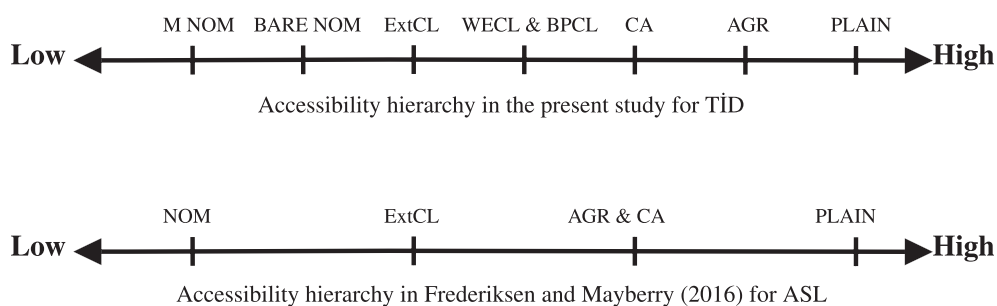 M NOM BARE NOM ExtCL WECL & BPCL CA AGR PLAIN
Low High
Accessibility hierarchy in the present study for TİD
NOM ExtCL AGR & CA PLAIN
Low High
Accessibility hierarchy in Frederiksen and Mayberry (2016) for ASL